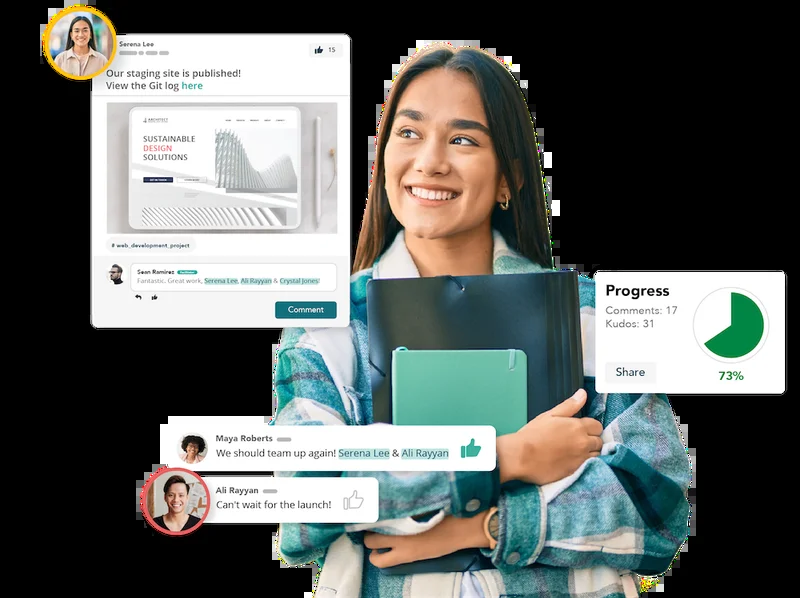 Serena Lee
15
Our staging site is published!
View the Git log here
ARCHITECT
SUSTAINABLE
DESIGN
SOLUTIONS
# web_development_project
Sean Ramirez
Fantastic, Great work, Serena Lee, Ali Rayyan & Crystal Jones!
Comment
Progress
Comments: 17
Kudos: 31
Share
73%
Maya Roberts
We should team up again! Serena Lee & Ali Rayyan
Ali Rayyan
Can't wait for the launch!